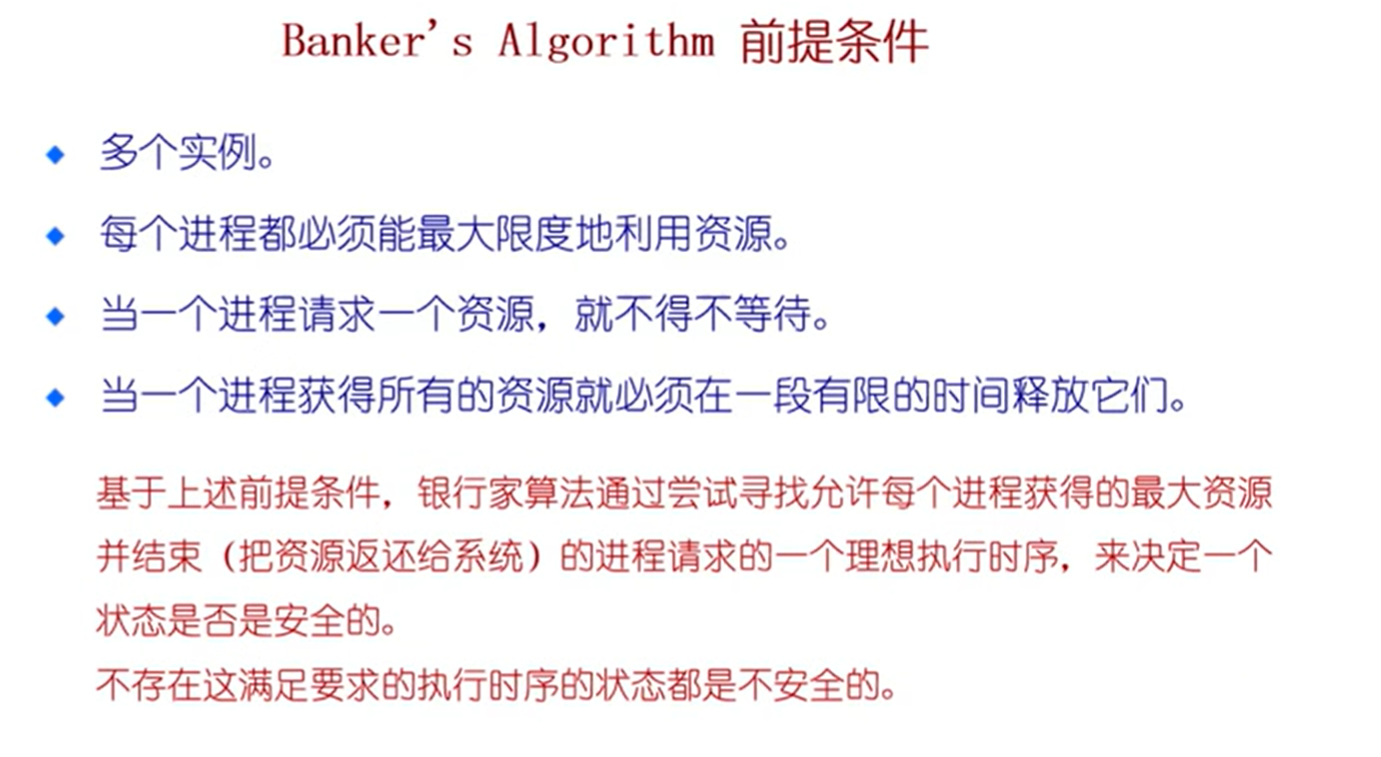 Banker's Algorithm 前提条件
多个实例。
每个进程都必须能最大限度地利用资源。
当一个进程请求一个资源，就不得不等待。
当一个进程获得所有的资源就必须在一段有限的时间释放它们。
基于上述前提条件，银行家算法通过尝试寻找允许每个进程获得的最大资源
并结束（把资源返还给系统）的进程请求的一个理想执行时序，来决定一个
状态是否是安全的。
不存在这满足要求的执行时序的状态都是不安全的。